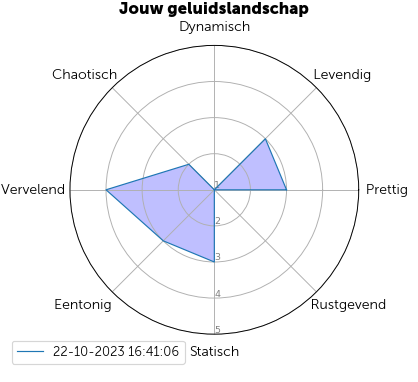 Jouw geluidslandschap
Dynamisch
Chaotisch
Levendig
Vervelend
1
Prettig
2
3
4
Eentonig
Rustgevend
5
22-10-2023 16:41:06
Statisch